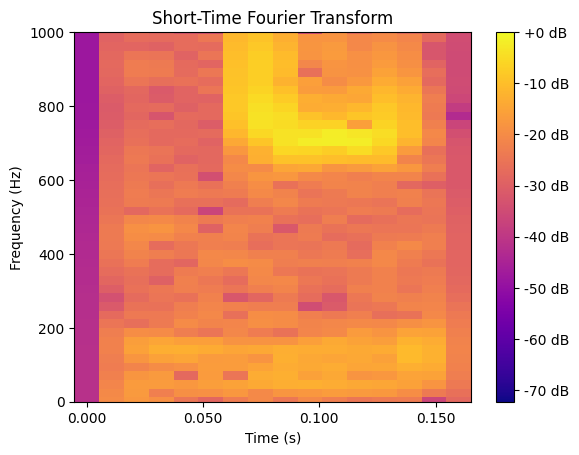 Short-Time Fourier Transform
Frequency (Hz)
1000
800
600
400
200
0
0.000
0.050
0.100
0.150
Time (s)
+0 dB
-10 dB
-20 dB
-30 dB
-40 dB
-50 dB
-60 dB
-70 dB